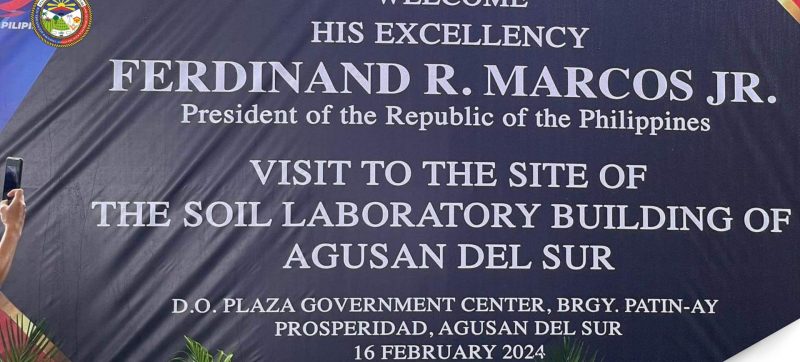 WELCOME
HIS EXCELLENCY
FERDINAND R. MARCOS JR.
President of the Republic of the Philippines
VISIT TO THE SITE OF
THE SOIL LABORATORY BUILDING OF
AGUSAN DEL SUR
D.O. PLAZA GOVERNMENT CENTER, BRGY. PATIN-AY
PROSPERIDAD, AGUSAN DEL SUR
16 FEBRUARY 2024